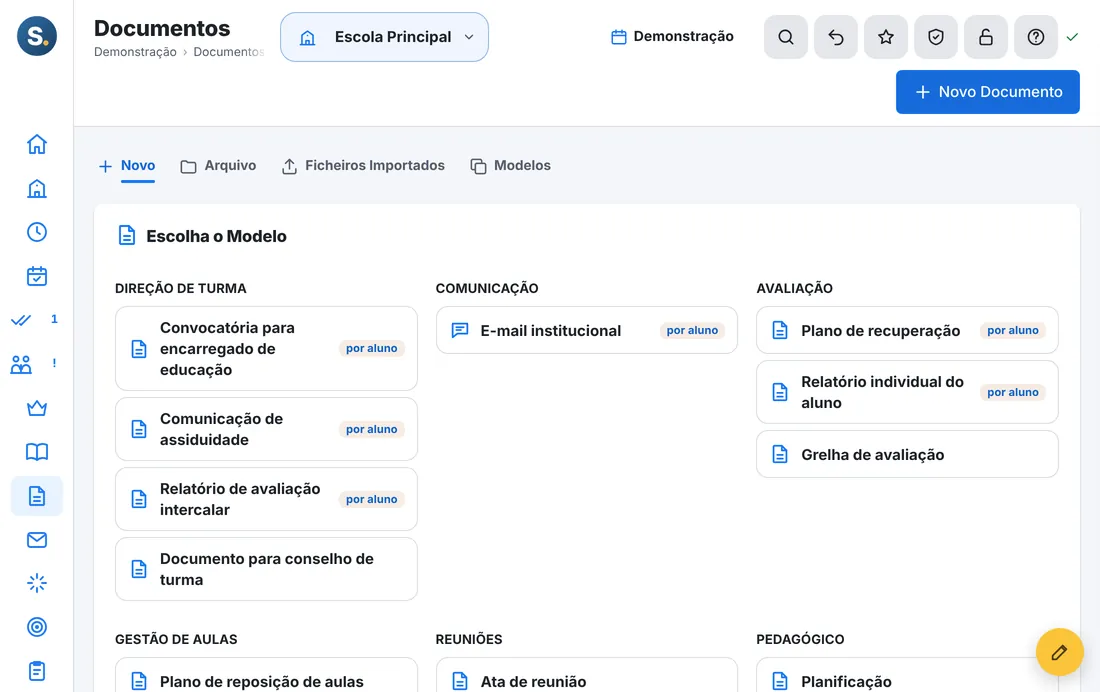 S.
Documentos
Demonstração › Documentos
Escola Principal
Demonstração
Novo Documento
Novo
Arquivo
Ficheiros Importados
Modelos
Escolha o Modelo
DIREÇÃO DE TURMA
Convocatória para
encarregado de
educação
por aluno
Comunicação de
assiduidade
por aluno
Relatório de avaliação
intercalar
por aluno
Documento para conselho de
turma
COMUNICAÇÃO
E-mail institucional
por aluno
AVALIAÇÃO
Plano de recuperação
por aluno
Relatório individual do
aluno
por aluno
Grelha de avaliação
GESTÃO DE AULAS
Plano de reposição de aulas
REUNIÕES
Ata de reunião
PEDAGÓGICO
Planificação
1
!